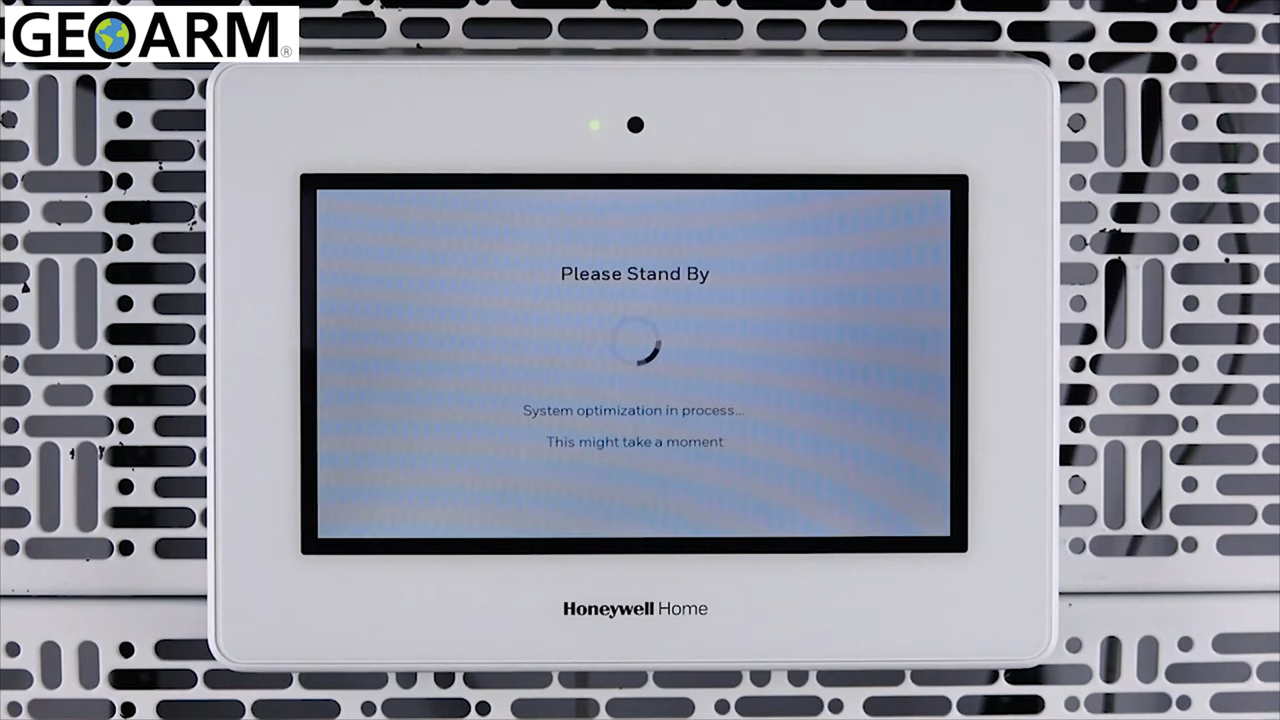 GEOARM®
Please Stand By
System optimization in process...
This might take a moment
Honeywell Home